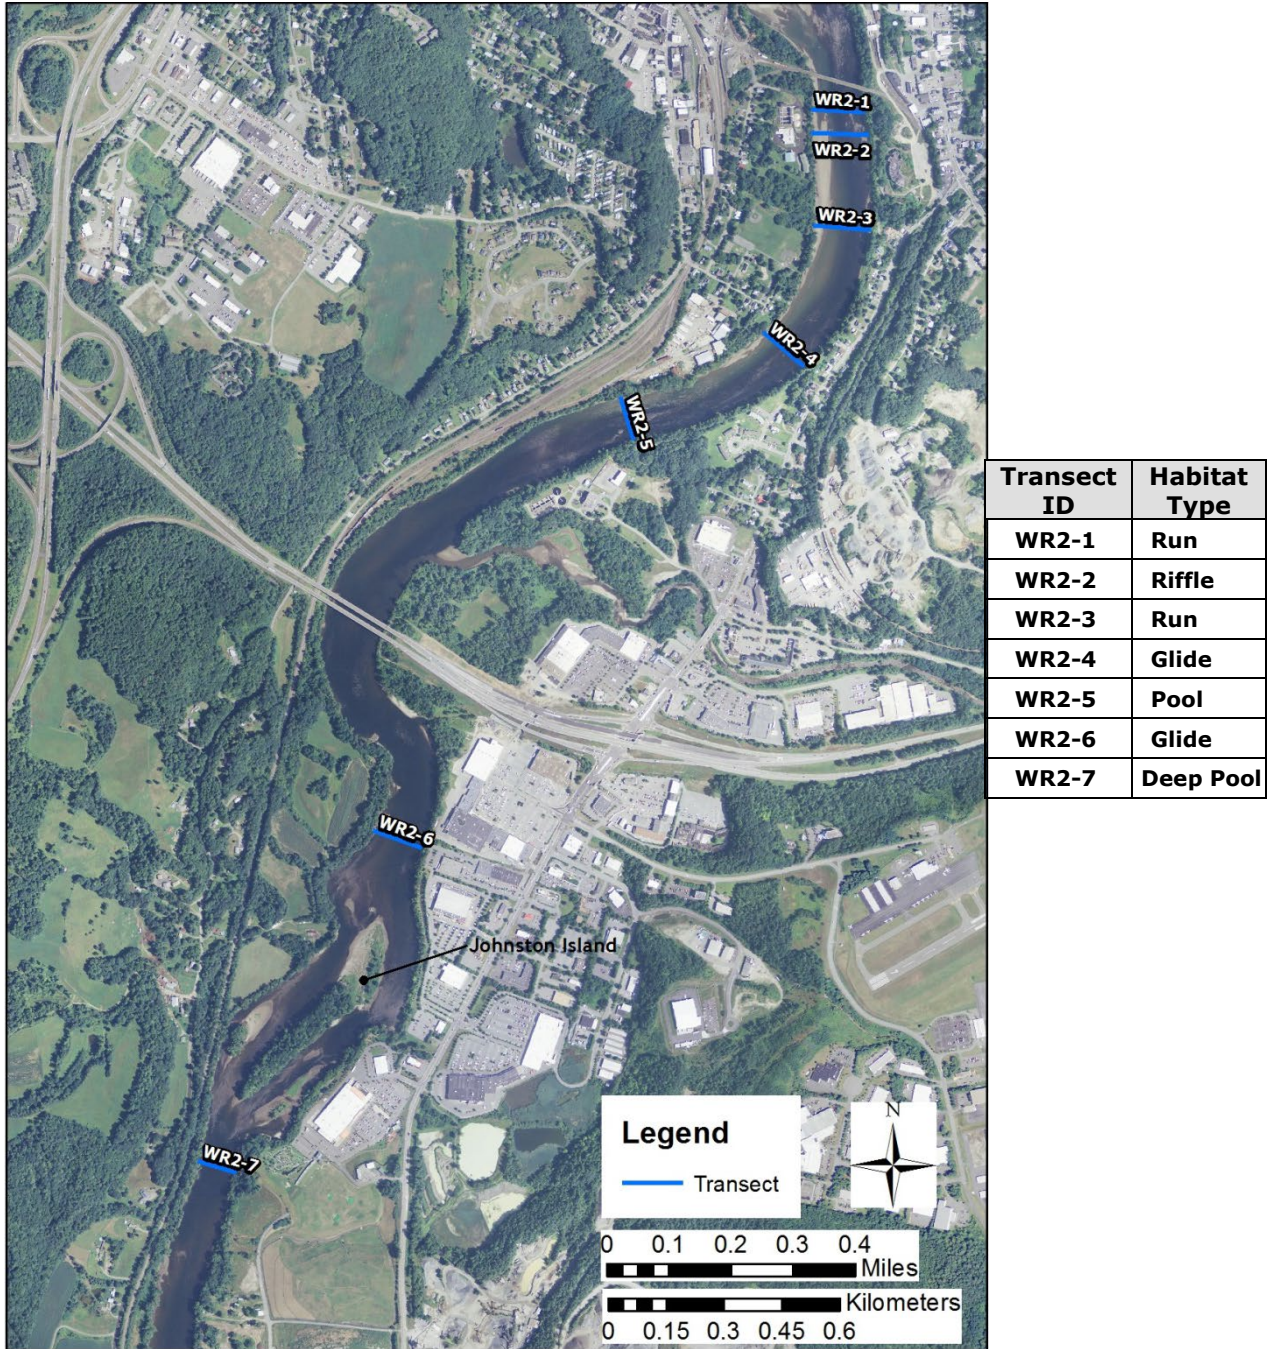 WR2-1
WR2-2
WR2-3
WR2-4
WR2-5
WR2-6
Johnston Island
WR2-7
Legend
Transect
N
0 0.1 0.2 0.3 0.4
Miles
Kilometers
0 0.15 0.3 0.45 0.6
Transect ID Habitat Type
WR2-1 Run
WR2-2 Riffle
WR2-3 Run
WR2-4 Glide
WR2-5 Pool
WR2-6 Glide
WR2-7 Deep Pool